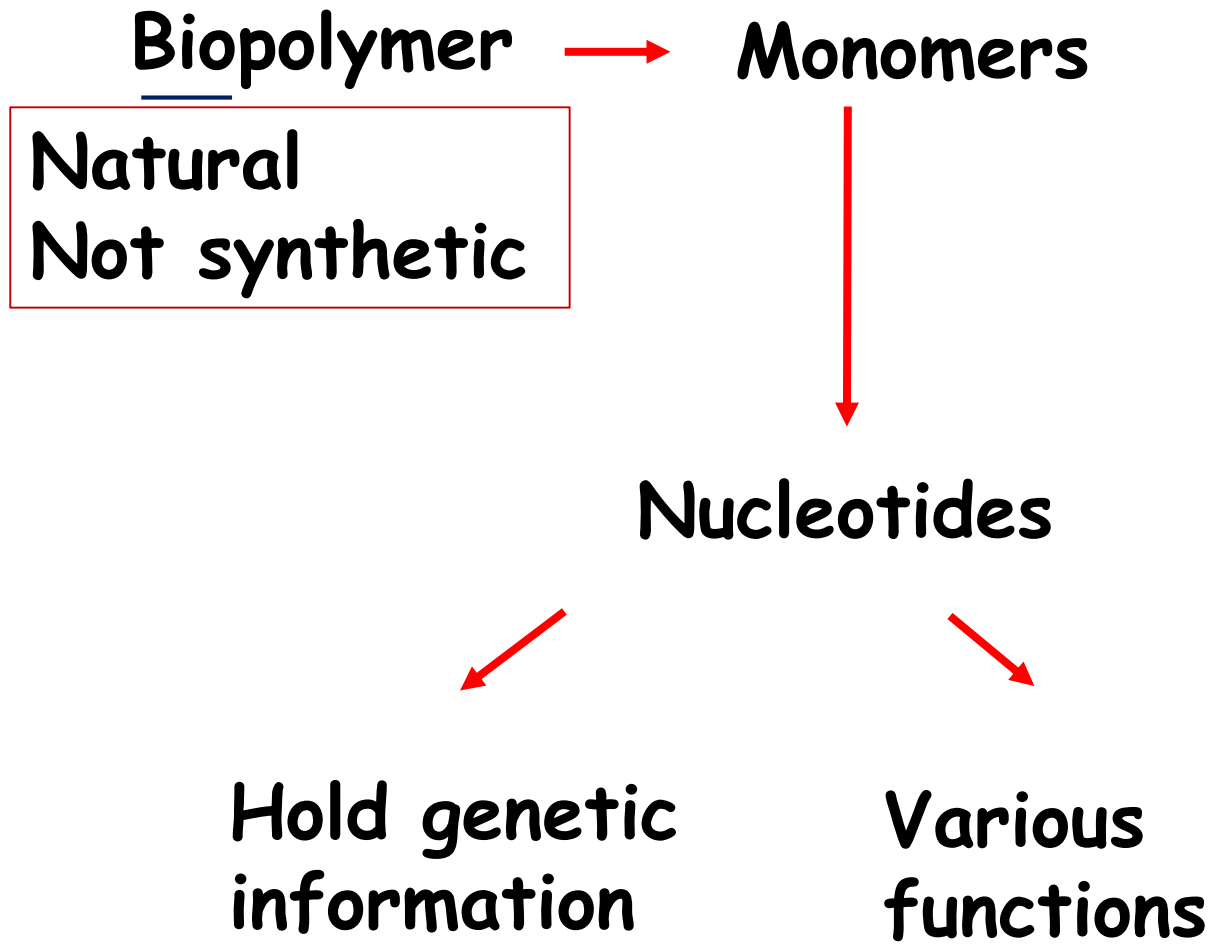 Biopolymer
Monomers
Natural
Not synthetic
Nucleotides
Hold genetic
information
Various
functions